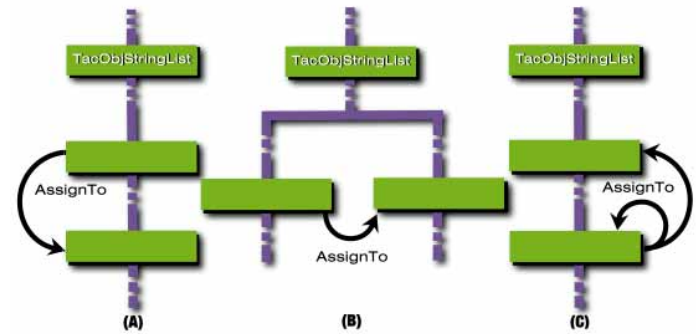 TacObjStringList
TacObjStringList
TacObjStringList
AssignTo
AssignTo
AssignTo
(A)
(B)
(C)